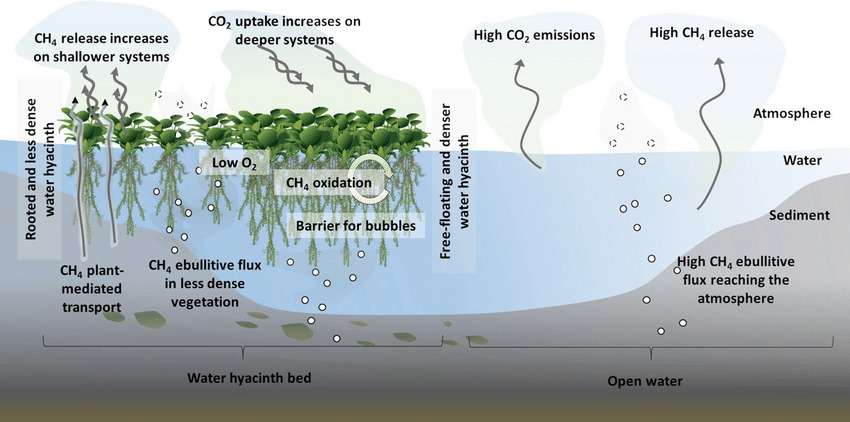 CH₄ release increases
on shallower systems
CO₂ uptake increases on
deeper systems
High CO₂ emissions
High CH₄ release
Rooted and less dense
water hyacinth
Free-floating and denser
water hyacinth
Atmosphere
Water
Sediment
Low O₂
CH₄ oxidation
Barrier for bubbles
CH₄ plant-
mediated
transport
CH₄ ebullitive flux
in less dense
vegetation
High CH₄ ebullitive
flux reaching the
atmosphere
Water hyacinth bed
Open water